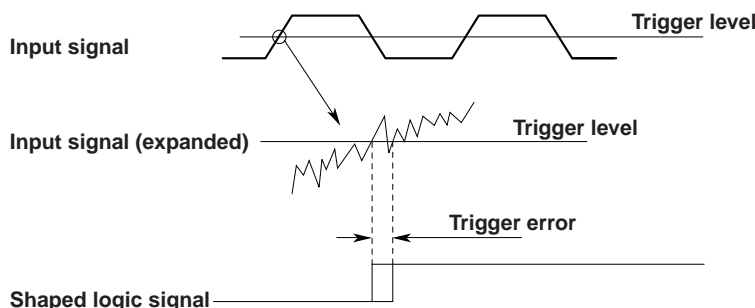 Trigger level
Input signal
Input signal (expanded)
Trigger level
Trigger error
Shaped logic signal